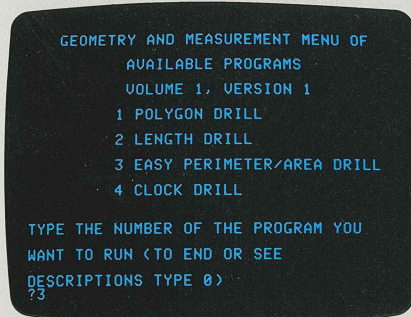 GEOMETRY AND MEASUREMENT MENU OF
AVAILABLE PROGRAMS
VOLUME 1, VERSION 1
1 POLYGON DRILL
2 LENGTH DRILL
3 EASY PERIMETER/AREA DRILL
4 CLOCK DRILL
TYPE THE NUMBER OF THE PROGRAM YOU
WANT TO RUN (TO END OR SEE
DESCRIPTIONS TYPE 0)
?3